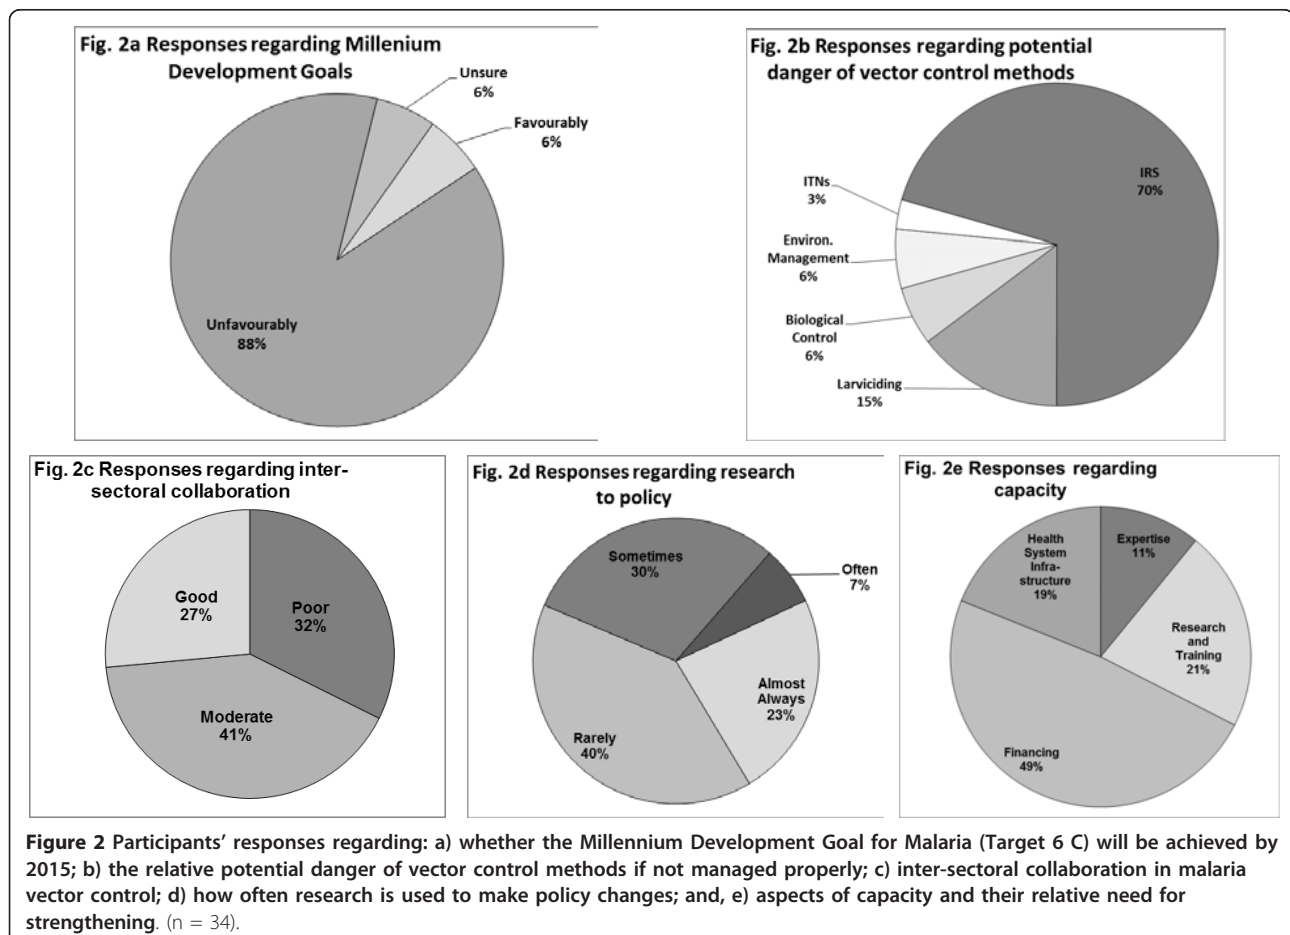 Fig. 2a Responses regarding Millenium
Development Goals
Unsure
6%
Favourably
6%
Unfavourably
88%
Fig. 2b Responses regarding potential
danger of vector control methods
IRS
70%
ITNs
3%
Environ.
Management
6%
Biological
Control
6%
Larviciding
15%
Fig. 2c Responses regarding inter-
sectoral collaboration
Good
27%
Poor
32%
Moderate
41%
Fig. 2d Responses regarding research
to policy
Sometimes
30%
Often
7%
Almost
Always
23%
Rarely
40%
Fig. 2e Responses regarding
capacity
Health
System
Infra-
structure
19%
Expertise
11%
Research
and
Training
21%
Financing
49%
Figure 2 Participants' responses regarding: a) whether the Millennium Development Goal for Malaria (Target 6 C) will be achieved by
2015; b) the relative potential danger of vector control methods if not managed properly; c) inter-sectoral collaboration in malaria
vector control; d) how often research is used to make policy changes; and, e) aspects of capacity and their relative need for
strengthening. (n = 34).